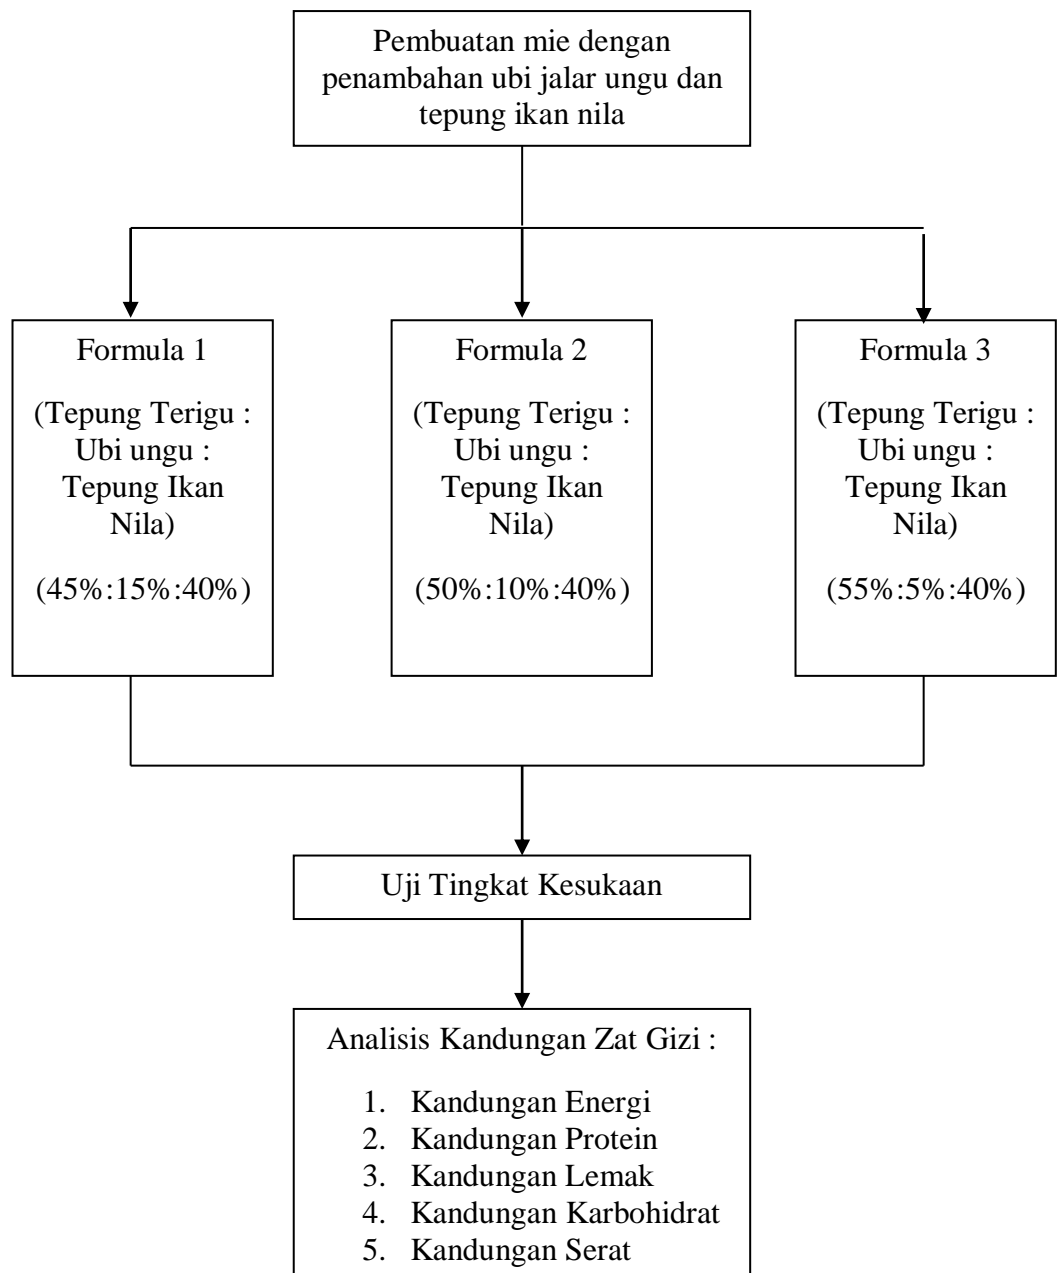 Pembuatan mie dengan
penambahan ubi jalar ungu dan
tepung ikan nila
Formula 1
(Tepung Terigu :
Ubi ungu :
Tepung Ikan
Nila)
(45%:15%:40%)
Formula 2
(Tepung Terigu :
Ubi ungu :
Tepung Ikan
Nila)
(50%:10%:40%)
Formula 3
(Tepung Terigu :
Ubi ungu :
Tepung Ikan
Nila)
(55%:5%:40%)
Uji Tingkat Kesukaan
Analisis Kandungan Zat Gizi :
1. Kandungan Energi
2. Kandungan Protein
3. Kandungan Lemak
4. Kandungan Karbohidrat
5. Kandungan Serat